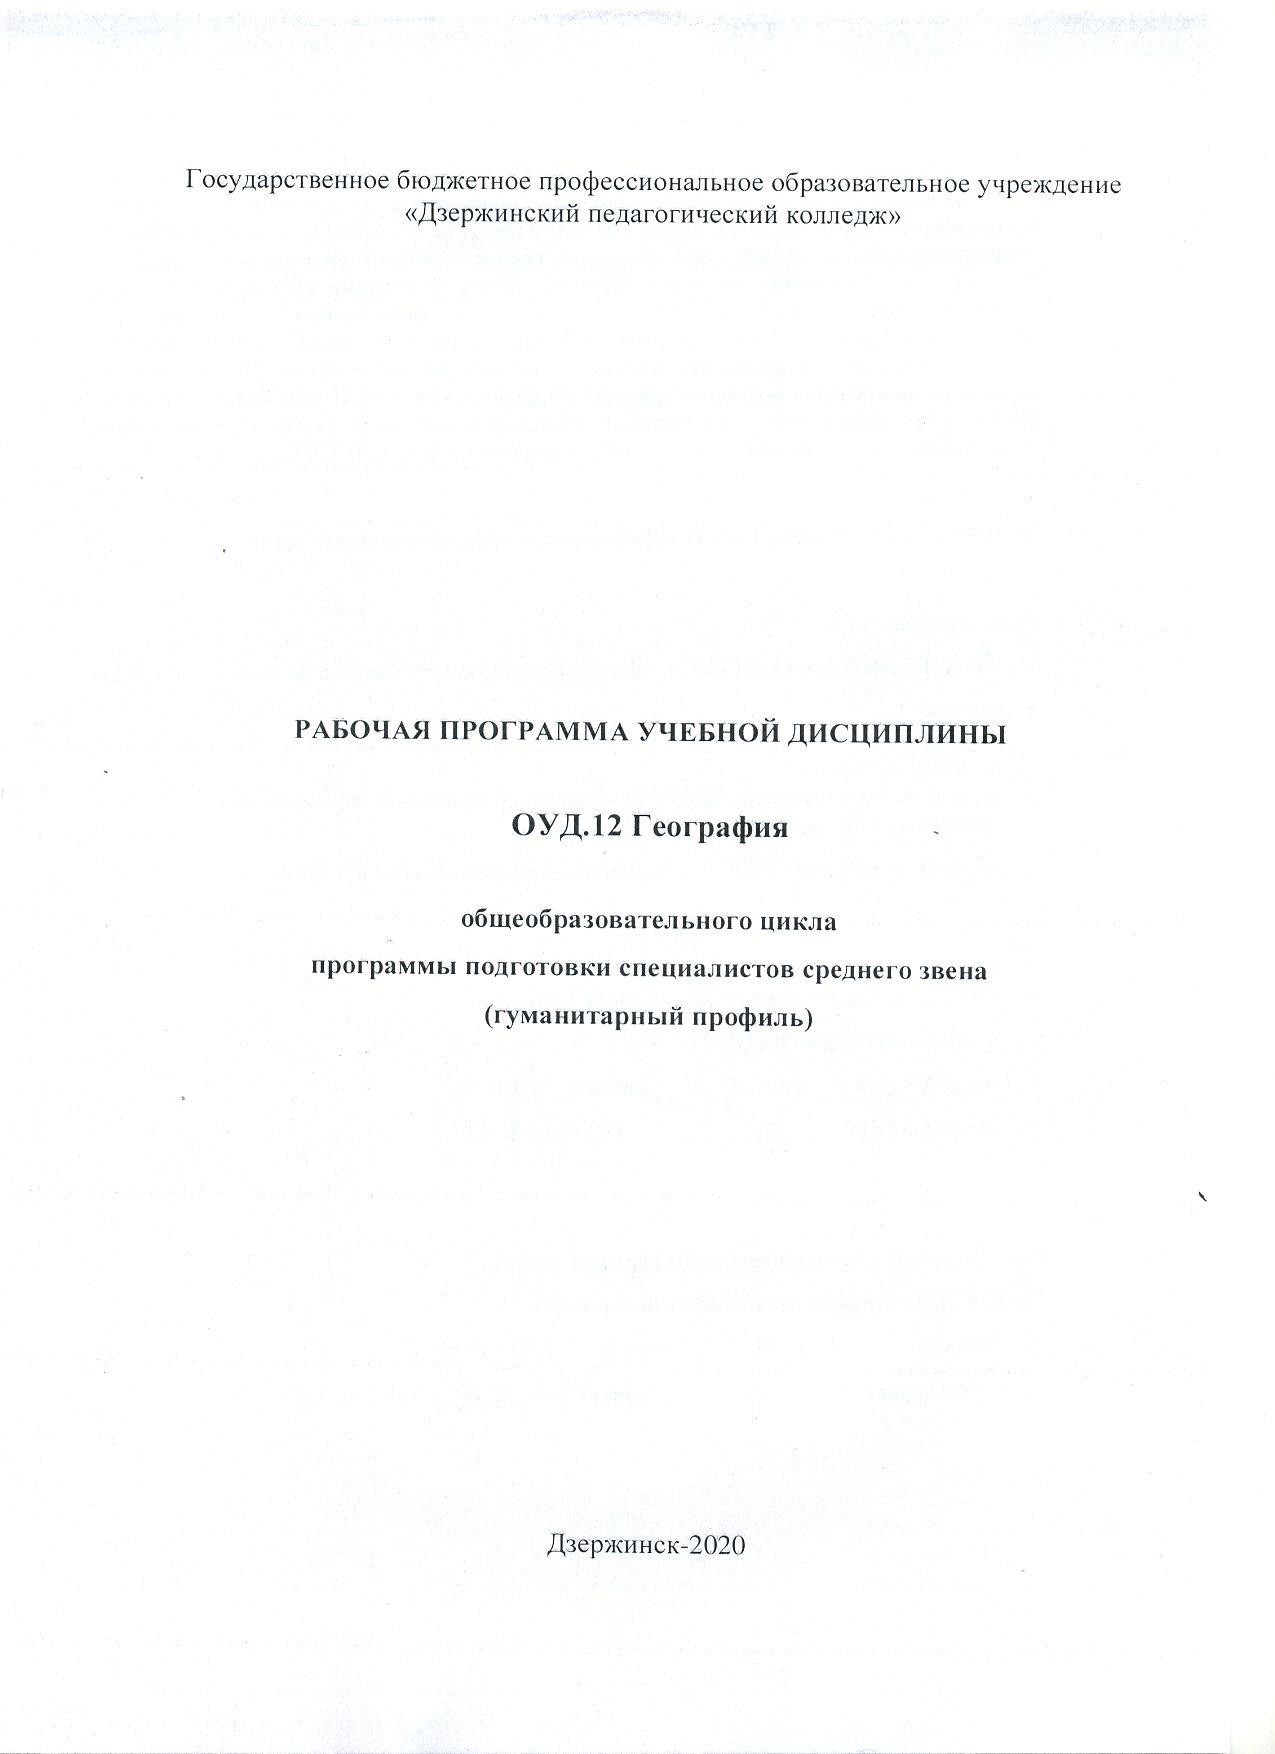 Государственное бюджетное профессиональное образовательное учреждение
«Дзержинский педагогический колледж»
РАБОЧАЯ ПРОГРАММА УЧЕБНОЙ ДИСЦИПЛИНЫ
ОУД.12 География
общеобразовательного цикла
программы подготовки специалистов среднего звена
(гуманитарный профиль)
Дзержинск-2020